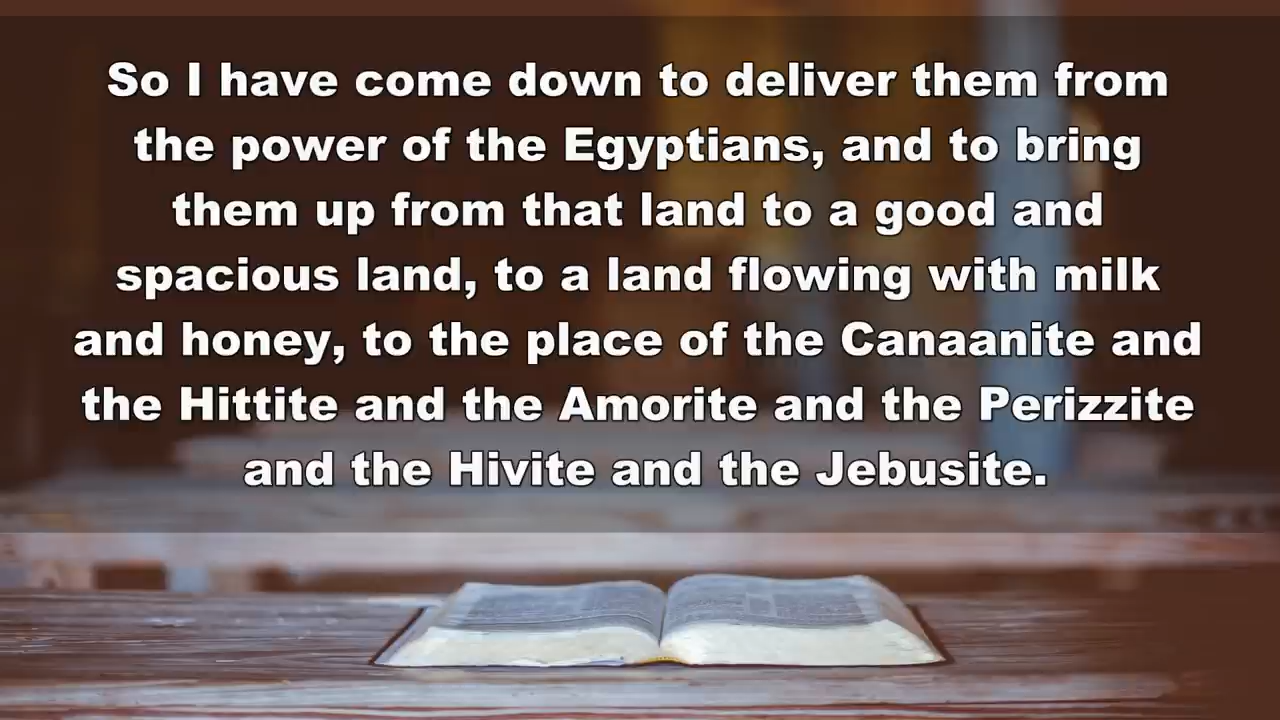 So I have come down to deliver them from
the power of the Egyptians, and to bring
them up from that land to a good and
spacious land, to a land flowing with milk
and honey, to the place of the Canaanite and
the Hittite and the Amorite and the Perizzite
and the Hivite and the Jebusite.